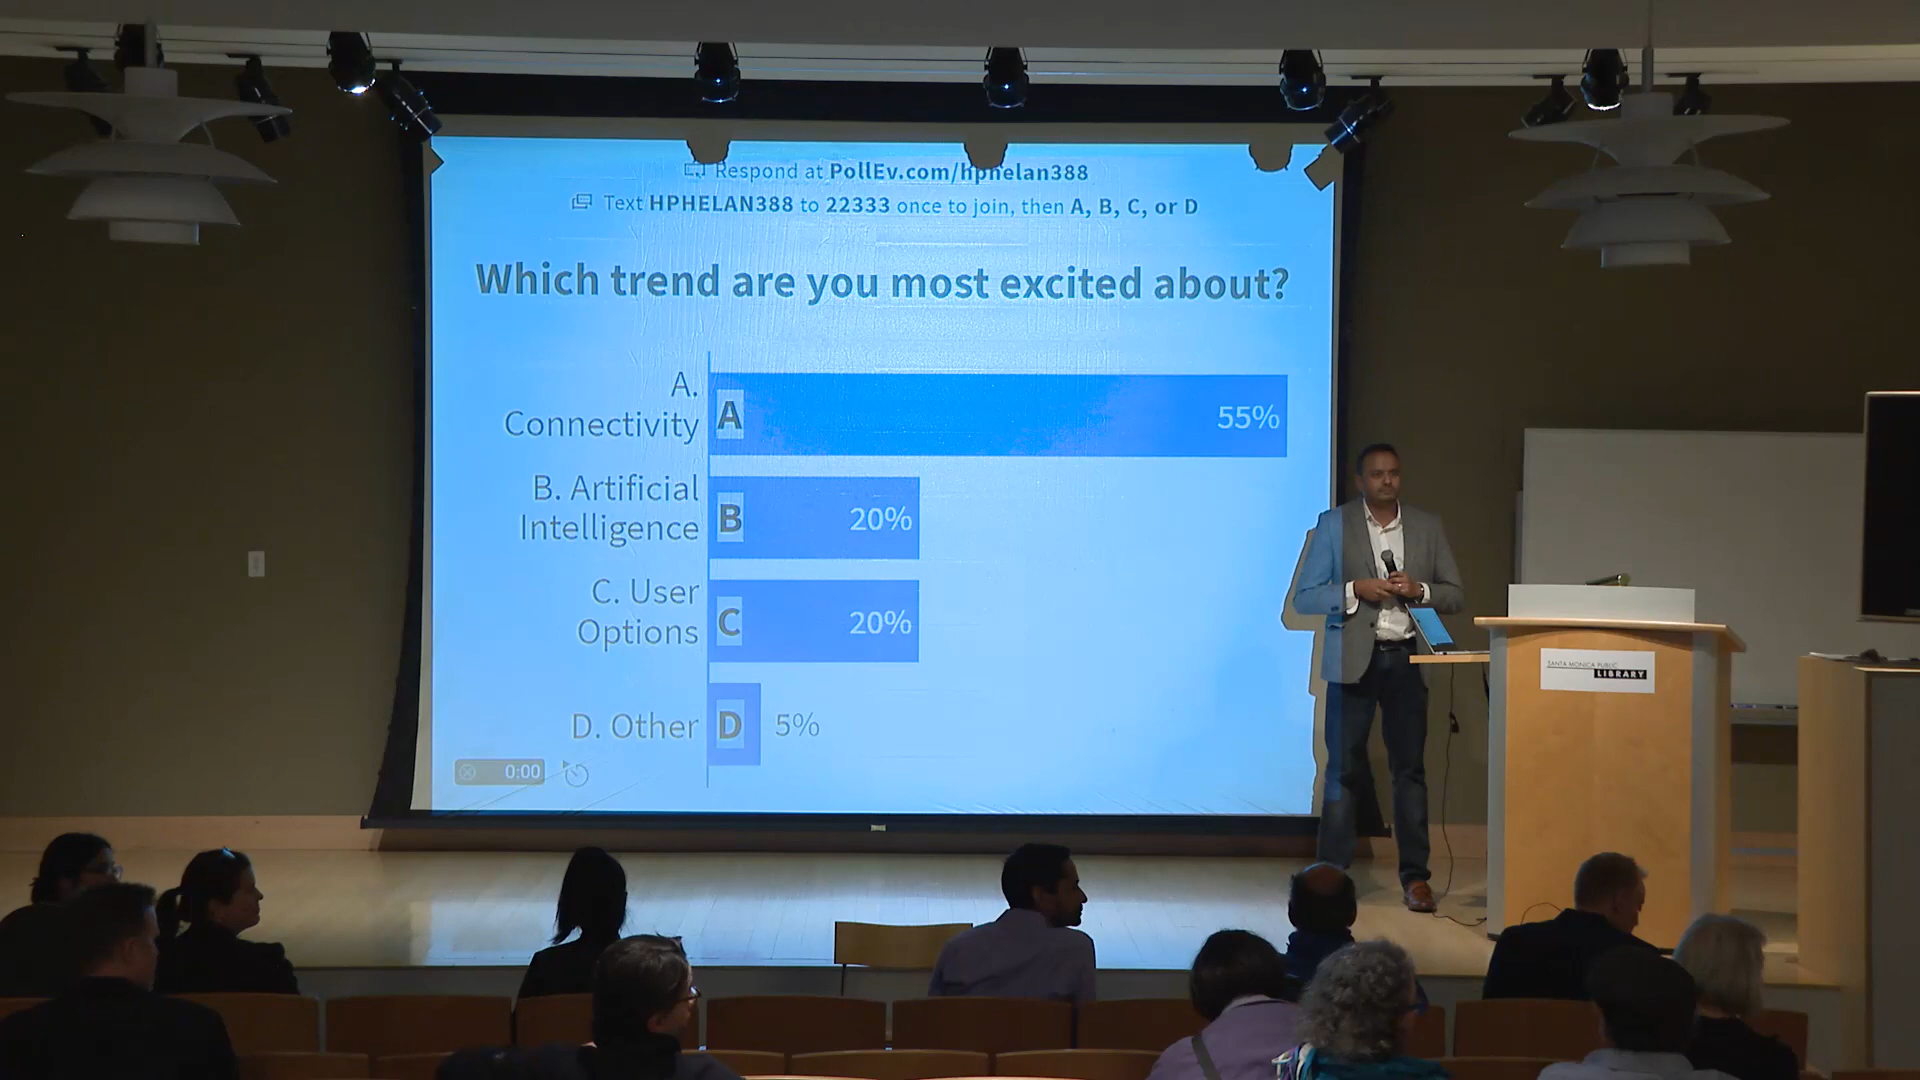 Respond at PollEv.com/hphelan388
Text HPHELAN388 to 22333 once to join, then A, B, C, or D
Which trend are you most excited about?
A.
Connectivity
A
55%
B. Artificial
Intelligence
B
20%
C. User
Options
C
20%
D. Other
D
5%
0:00
SANTA MONICA PUBLIC
LIBRARY